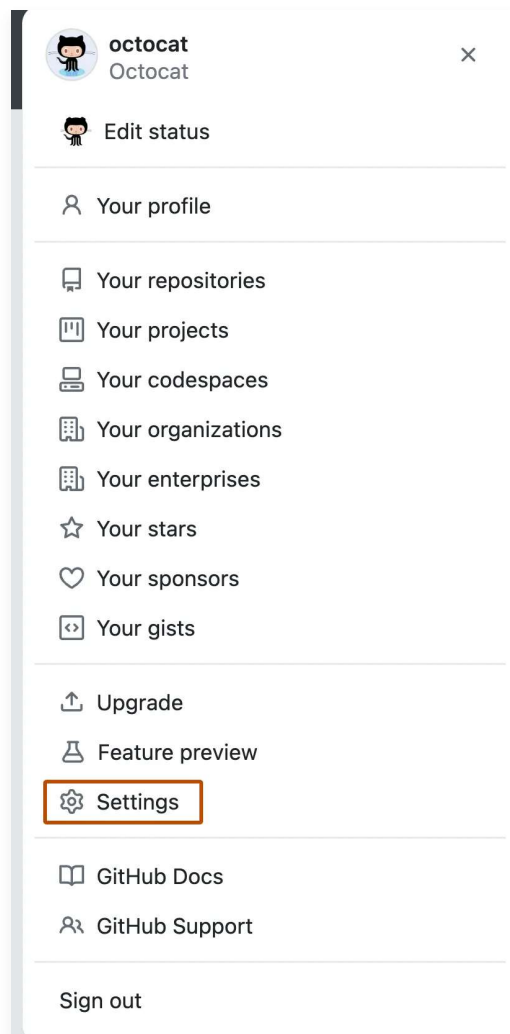 octocat
Octocat
Edit status
Your profile
Your repositories
Your projects
Your codespaces
Your organizations
Your enterprises
Your stars
Your sponsors
Your gists
Upgrade
Feature preview
Settings
GitHub Docs
GitHub Support
Sign out